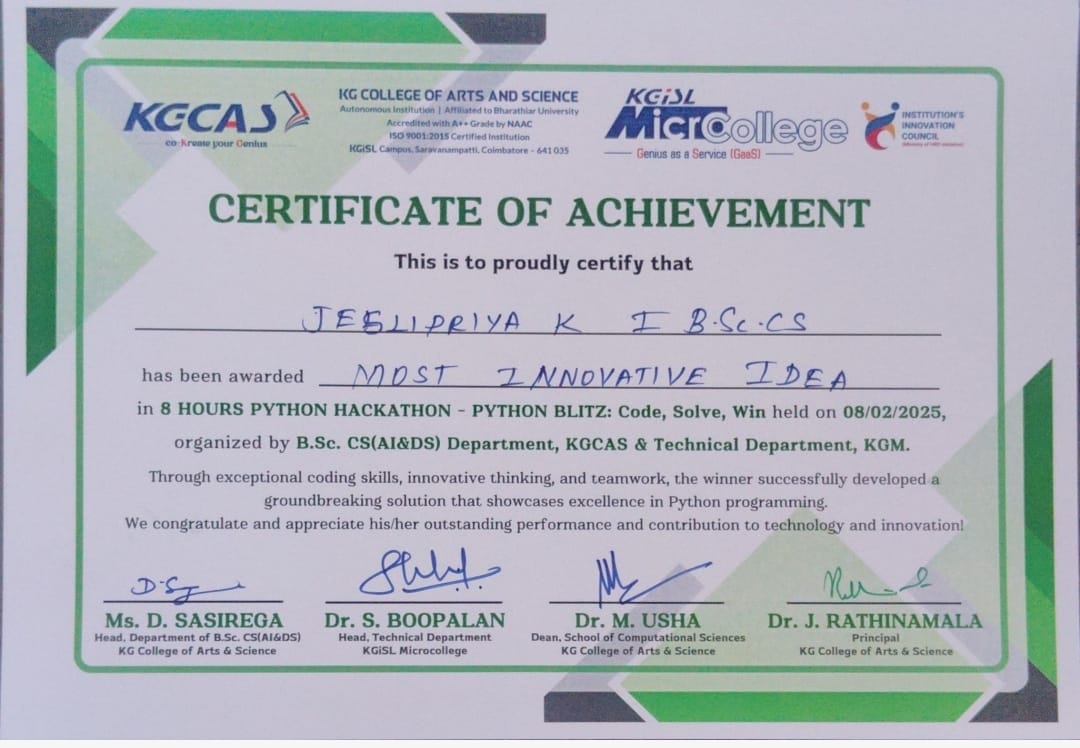 KGCAS
co-Kreate your Genius
KG COLLEGE OF ARTS AND SCIENCE
Autonomous Institution | Affiliated to Bharathiar University
Accredited with A++ Grade by NAAC
ISO 9001:2015 Certified Institution
KGiSL Campus, Saravanampatti, Coimbatore - 641 035
KGiSL
MicroCollege
Genius as a Service (GaaS)
INSTITUTION'S
INNOVATION
COUNCIL
(Ministry of HRD Initiative)
CERTIFICATE OF ACHIEVEMENT
This is to proudly certify that
JESLIPRIYA K I B.Sc.CS
has been awarded MOST INNOVATIVE IDEA
in 8 HOURS PYTHON HACKATHON - PYTHON BLITZ: Code, Solve, Win held on 08/02/2025,
organized by B.Sc. CS(AI&DS) Department, KGCAS & Technical Department, KGM.
Through exceptional coding skills, innovative thinking, and teamwork, the winner successfully developed a
groundbreaking solution that showcases excellence in Python programming.
We congratulate and appreciate his/her outstanding performance and contribution to technology and innovation!
Ms. D. SASIREGA
Head, Department of B.Sc. CS(AI&DS)
KG College of Arts & Science
Dr. S. BOOPALAN
Head, Technical Department
KGiSL Microcollege
Dr. M. USHA
Dean, School of Computational Sciences
KG College of Arts & Science
Dr. J. RATHINAMALA
Principal
KG College of Arts & Science